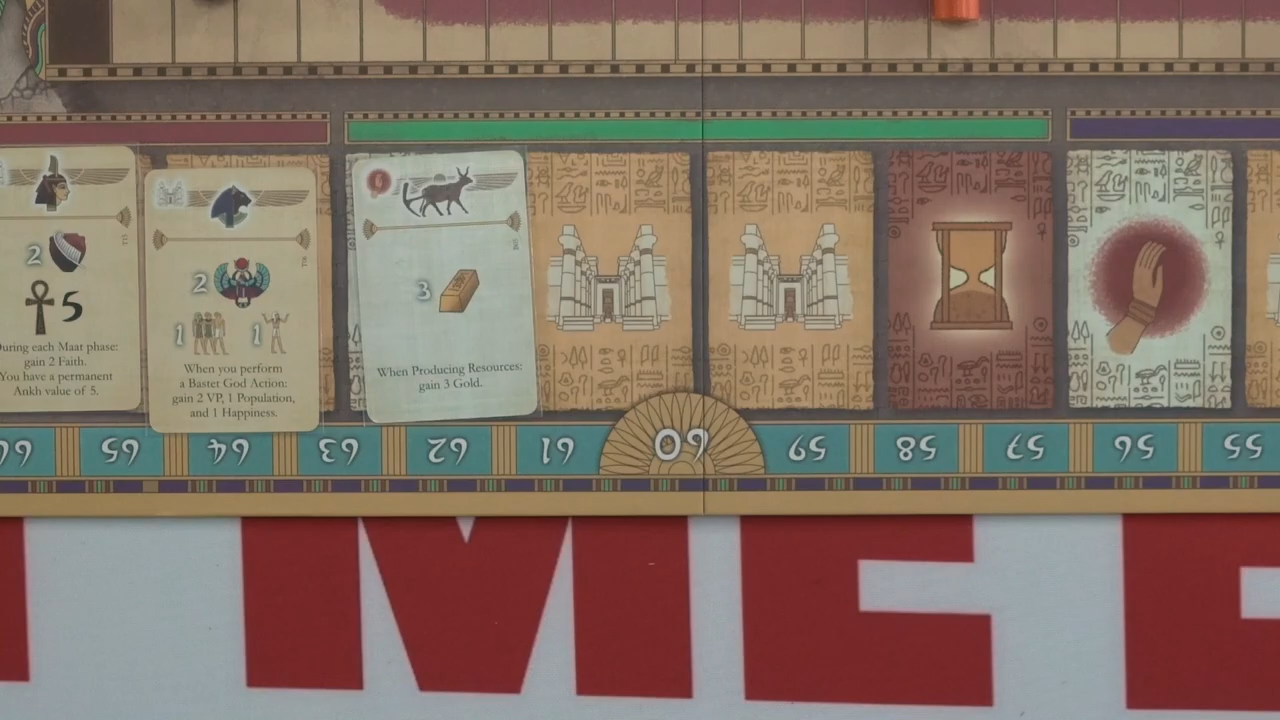 2
5
During each Maat phase:
gain 2 Faith.
You have a permanent
Ankh value of 5.
2
1 1
When you perform
a Bastet God Action:
gain 2 VP, 1 Population,
and 1 Happiness.
3
When Producing Resources:
gain 3 Gold.
66 65 64 63 62 61 60 59 58 57 56 55
ME